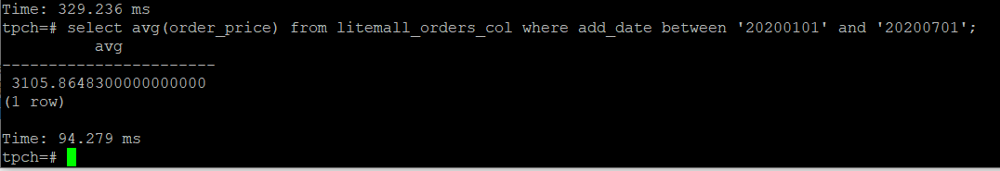 Time: 329.236 ms
tpch=# select avg(order_price) from litemall_orders_col where add_date between '20200101' and '20200701';
avg
-----------------------
3105.8648300000000000
(1 row)
Time: 94.279 ms
tpch=#